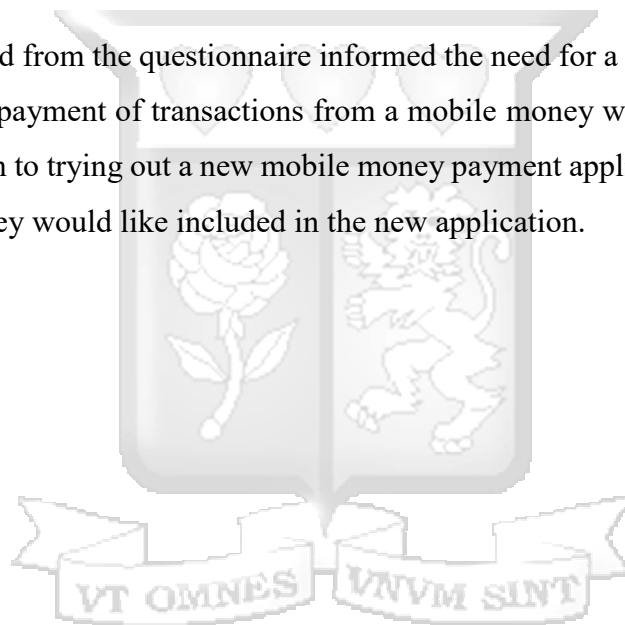 d from the questionnaire informed the need for a
payment of transactions from a mobile money w
n to trying out a new mobile money payment appl
ey would like included in the new application.
VT OMNES VNVM SINT